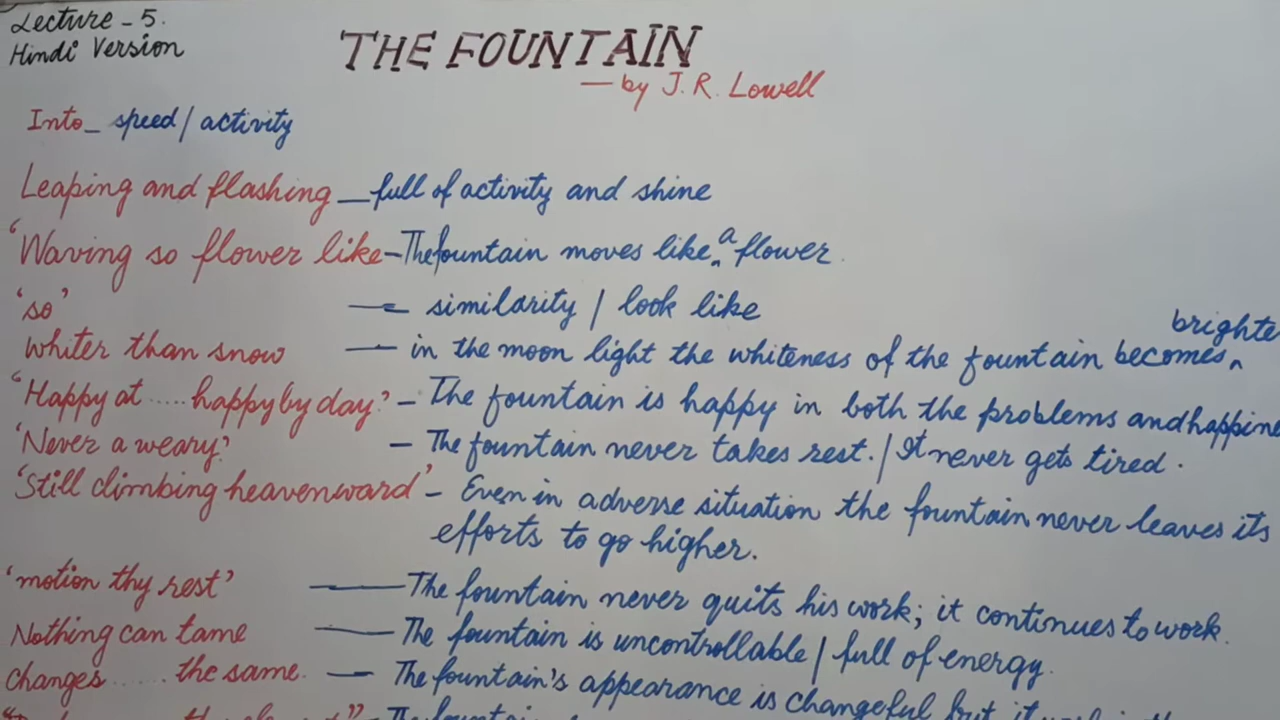 Lecture - 5.
Hindi Version
THE FOUNTAIN
— by J. R. Lowell
Into_ speed / activity
Leaping and flashing — full of activity and shine
'Waving so flower like - The fountain moves like a flower.
'so' — similarity / look like
brighte
whiter than snow — in the moon light the whiteness of the fountain becomes
"Happy at ..... happy by day.' - The fountain is happy in both the problems and happine
'Never a weary.' - The fountain never takes rest. / It never gets tired.
'Still climbing heavenward' - Even in adverse situation the fountain never leaves its
efforts to go higher.
'motion thy rest' — The fountain never quits his work; it continues to work.
Nothing can tame — The fountain is uncontrollable / full of energy.
Changes ...... the same. — The fountain's appearance is changeful but it
The fountain